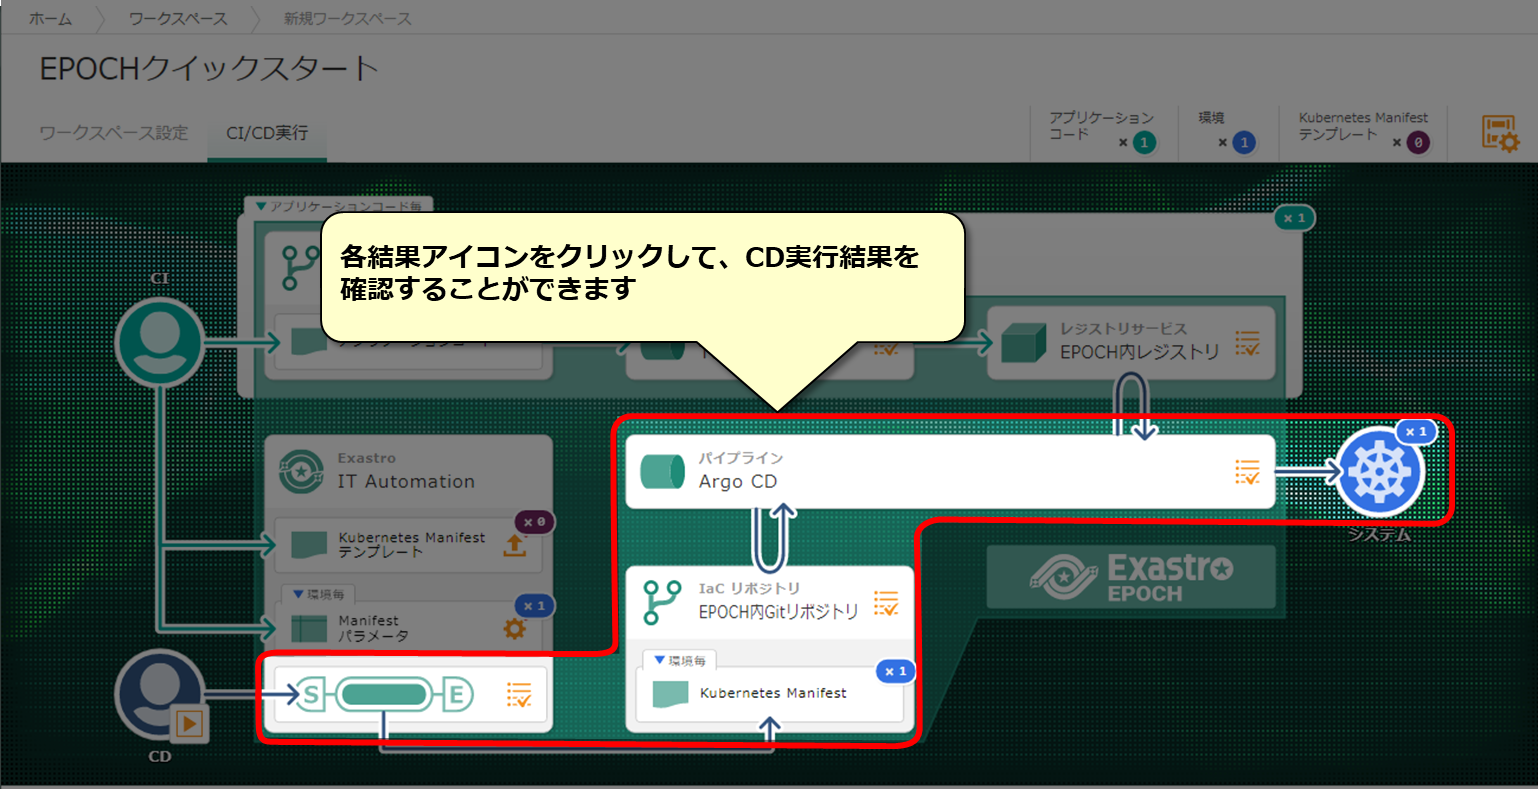 ホーム
ワークスペース
新規ワークスペース
EPOCHクイックスタート
ワークスペース設定
CI/CD実行
アプリケーション
コード
× 1
環境
× 1
Kubernetes Manifest
テンプレート
× 0
▼アプリケーションコード毎
× 1
各結果アイコンをクリックして、CD実行結果を
確認することができます
CI
レジストリサービス
EPOCH内レジストリ
パイプライン
Argo CD
× 1
システム
Exastro
IT Automation
Kubernetes Manifest
テンプレート
× 0
▼環境毎
Manifest
パラメータ
× 1
IaC リポジトリ
EPOCH内Gitリポジトリ
▼環境毎
Kubernetes Manifest
× 1
Exastro
EPOCH
S
E
CD